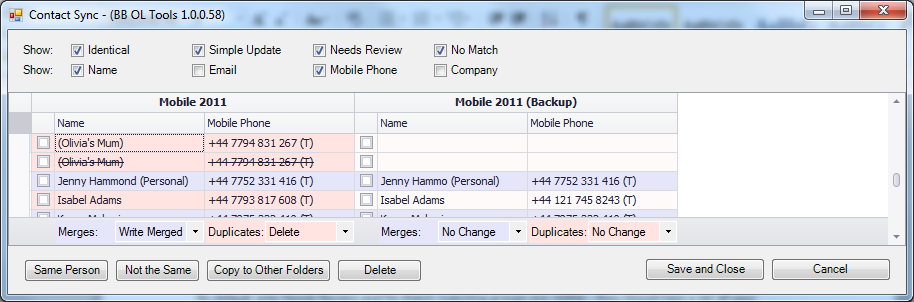 Contact Sync - (BB OL Tools 1.0.0.58)
Show: Identical Simple Update Needs Review No Match
Show: Name Email Mobile Phone Company
Mobile 2011 Mobile 2011 (Backup)
Name Mobile Phone Name Mobile Phone
(Olivia's Mum) +44 7794 831 267 (T)
(Olivia's Mum) +44 7794 831 267 (T)
Jenny Hammond (Personal) +44 7752 331 416 (T) Jenny Hammo (Personal) +44 7752 331 416 (T)
Isabel Adams +44 7793 817 608 (T) Isabel Adams +44 121 745 8243 (T)
Merges: Write Merged Duplicates: Delete Merges: No Change Duplicates: No Change
Same Person Not the Same Copy to Other Folders Delete Save and Close Cancel